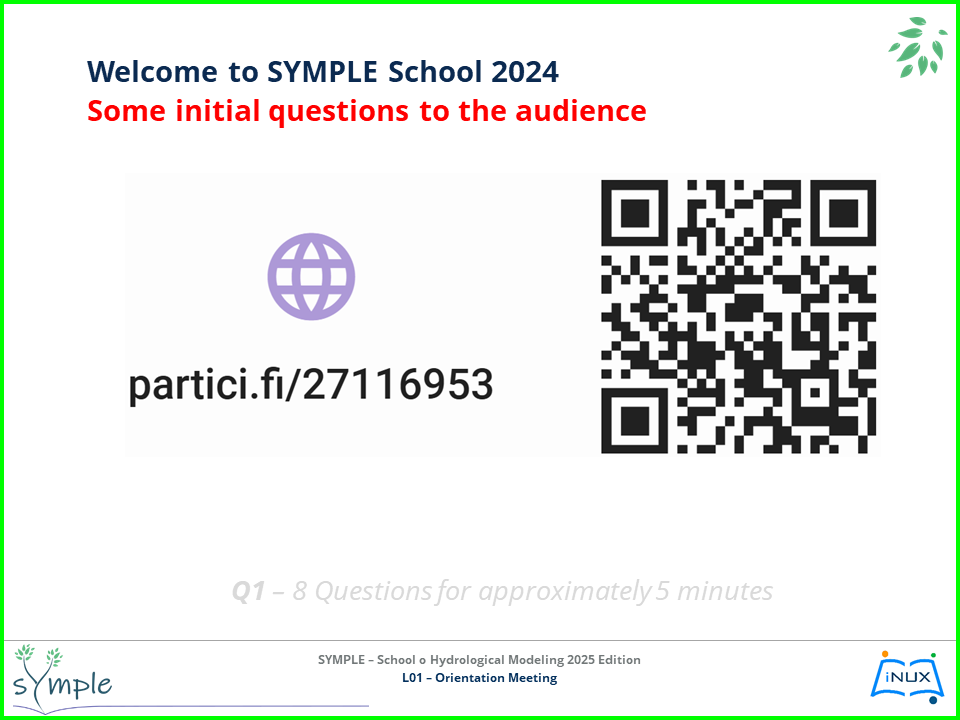 Welcome to SYMPLE School 2024
Some initial questions to the audience
partici.fi/27116953
Q1 – 8 Questions for approximately 5 minutes
SYMPLE – School o Hydrological Modeling 2025 Edition
L01 – Orientation Meeting
sYmple
iNUX